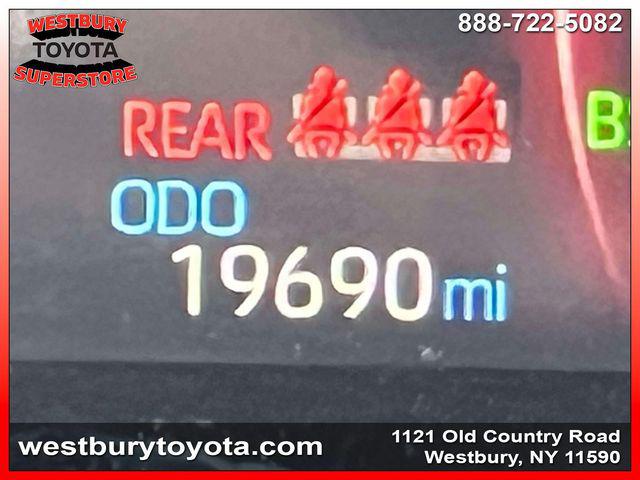 WESTBURY
TOYOTA
SUPERSTORE
888-722-5082
REAR
ODO
19690 mi
westburytoyota.com
1121 Old Country Road
Westbury, NY 11590